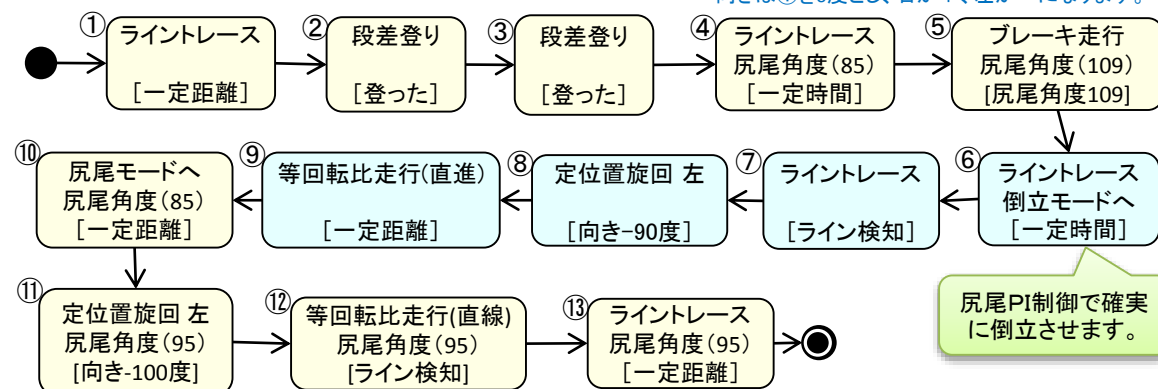 ①
ライントレース
[一定距離]
②
段差登り
[登った]
③
段差登り
[登った]
④
ライントレース
尻尾角度(85)
[一定時間]
⑤
ブレーキ走行
尻尾角度(109)
[尻尾角度109]
⑥
ライントレース
倒立モードへ
[一定時間]
⑦
ライントレース
[ライン検知]
⑧
定位置旋回 左
[向き-90度]
⑨
等回転比走行(直進)
[一定距離]
⑩
尻尾モードへ
尻尾角度(85)
[一定距離]
尻尾PI制御で確実
に倒立させます。
⑪
定位置旋回 左
尻尾角度(95)
[向き-100度]
⑫
等回転比走行(直線)
尻尾角度(95)
[ライン検知]
⑬
ライントレース
尻尾角度(95)
[一定距離]